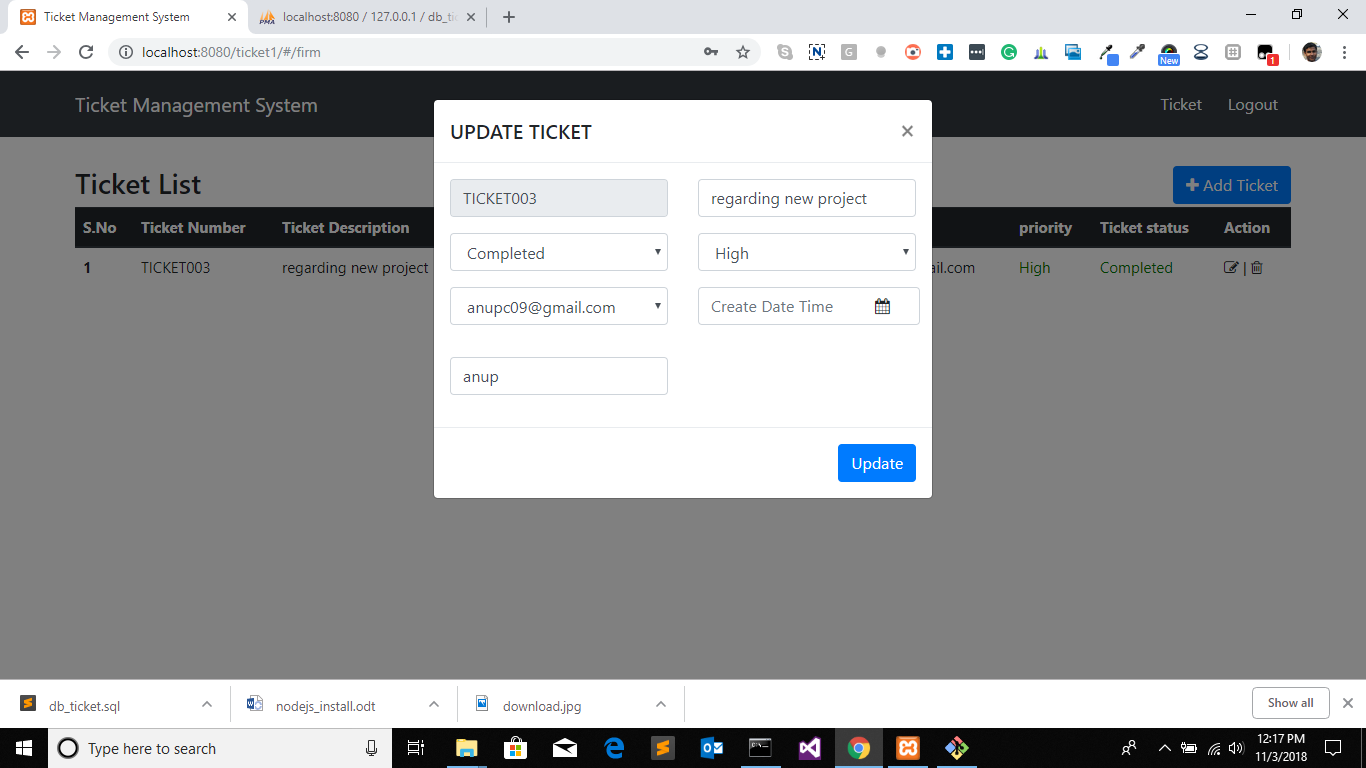 Ticket Management System
PMA localhost:8080 / 127.0.0.1 / db_tic
localhost:8080/ticket1/#/firm
New
1
Ticket Management System
Ticket Logout
UPDATE TICKET ×
Ticket List
+ Add Ticket
S.No Ticket Number Ticket Description priority Ticket status Action
1 TICKET003 regarding new project ail.com High Completed |
TICKET003 regarding new project
Completed High
anupc09@gmail.com Create Date Time
anup
Update
db_ticket.sql nodejs_install.odt download.jpg Show all
Type here to search
12:17 PM
11/3/2018